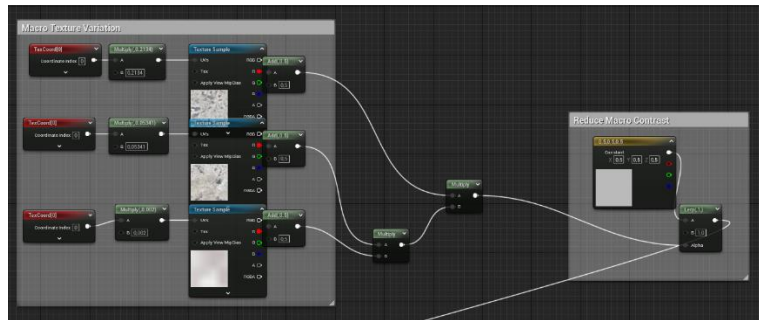 Macro Texture Variation
TexCoord[0]
Coordinate Index 0
Multiply(,0.2134)
A
B 0.2134
Texture Sample
UVs
Tex
Apply View MipBias
RGB
R
G
B
A
RGBA
Add(,0.5)
A
B 0.5
TexCoord[0]
Coordinate Index 0
Multiply(,0.05341)
A
B 0.05341
Texture Sample
UVs
Tex
Apply View MipBias
RGB
R
G
B
A
Add(,0.5)
A
B 0.5
TexCoord[0]
Coordinate Index 0
Multiply(,0.002)
A
B 0.002
Texture Sample
UVs
Tex
Apply View MipBias
RGB
R
G
B
A
RGBA
Add(,0.5)
A
B 0.5
Multiply
A
B
Multiply
A
B
Reduce Macro Contrast
Constant
X 0.5 Y 0.5 Z 0.5
Lerp(,1)
A
B 1.0
Alpha